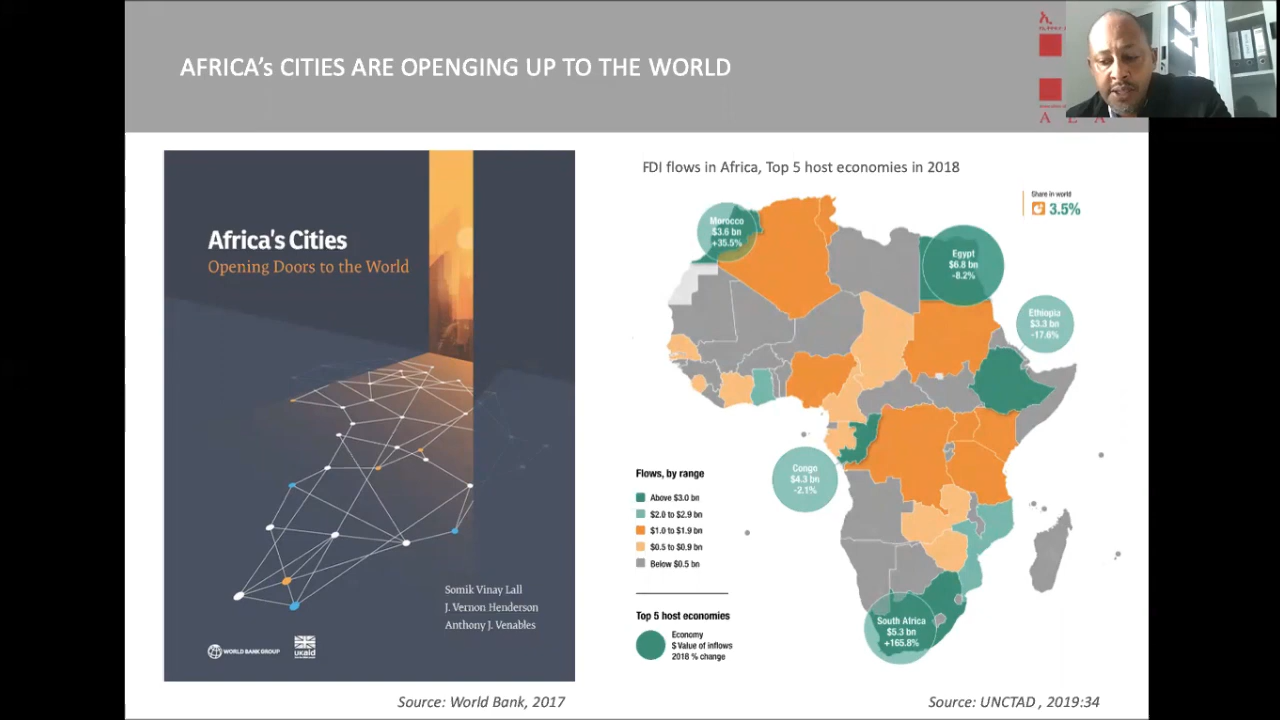 AFRICA's CITIES ARE OPENGING UP TO THE WORLD
A E A
Africa's Cities
Opening Doors to the World
Somik Vinay Lall
J. Vernon Henderson
Anthony J. Venables
WORLD BANK GROUP
ukaid
Source: World Bank, 2017
FDI flows in Africa, Top 5 host economies in 2018
Share in world
3.5%
Morocco
$3.6 bn
+35.5%
Egypt
$6.8 bn
-8.2%
Ethiopia
$3.3 bn
-17.6%
Congo
$4.3 bn
-2.1%
South Africa
$5.3 bn
+165.8%
Flows, by range
Above $3.0 bn
$2.0 to $2.9 bn
$1.0 to $1.9 bn
$0.5 to $0.9 bn
Below $0.5 bn
Top 5 host economies
Economy
$ Value of inflows
2018 % change
Source: UNCTAD , 2019:34